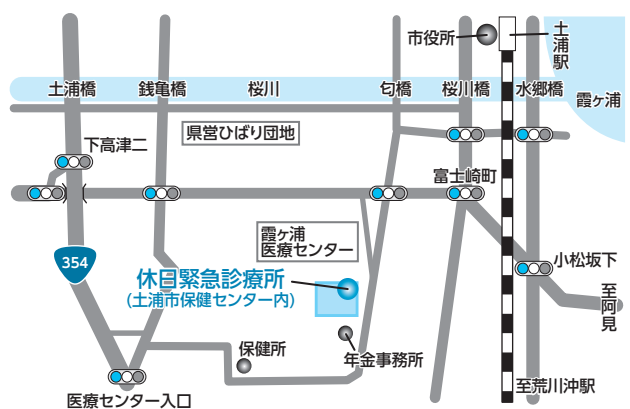 市役所
土浦駅
土浦橋
銭亀橋
桜川
匂橋
桜川橋
水郷橋
霞ヶ浦
県営ひばり団地
下高津二
富士崎町
霞ヶ浦
医療センター
354
休日緊急診療所
(土浦市保健センター内)
小松坂下
至阿見
保健所
年金事務所
至荒川沖駅
医療センター入口